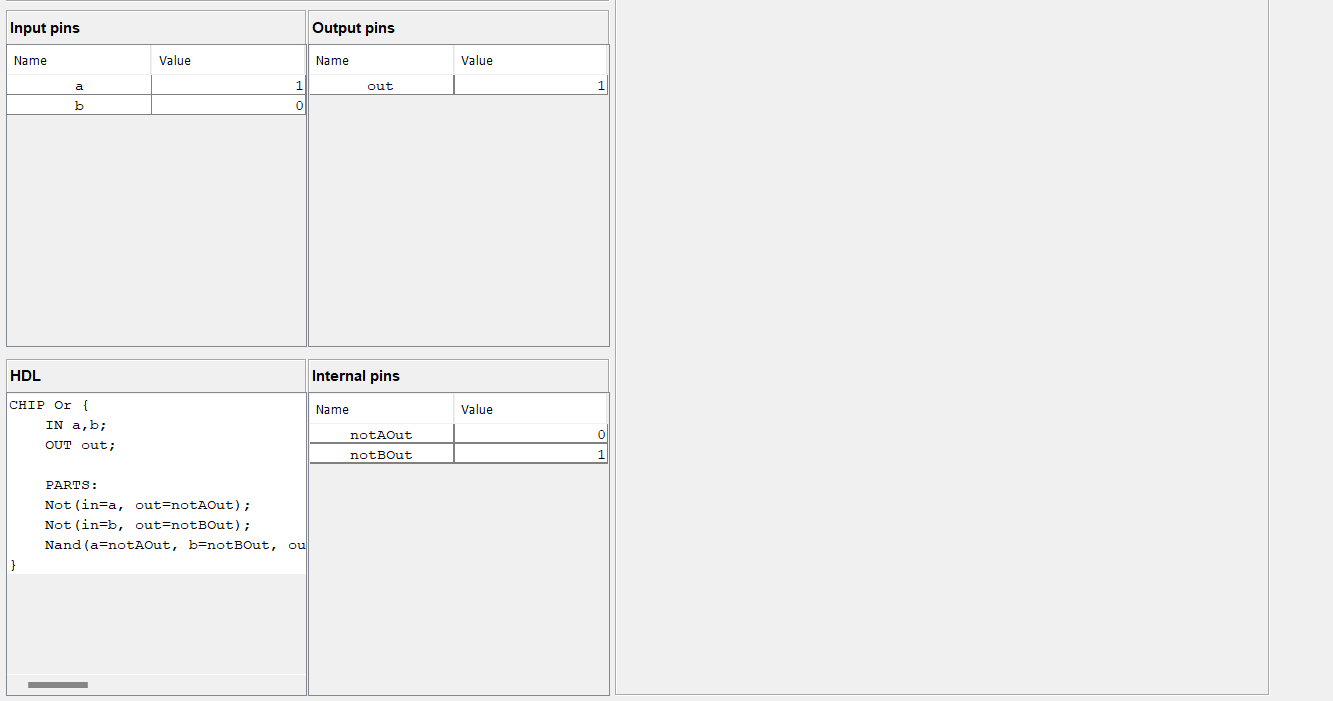 Input pins
Name Value
a 1
b 0
Output pins
Name Value
out 1
HDL
CHIP Or {
    IN a,b;
    OUT out;
    PARTS:
    Not(in=a, out=notAOut);
    Not(in=b, out=notBOut);
    Nand(a=notAOut, b=notBOut, ou
}
Internal pins
Name Value
notAOut 0
notBOut 1